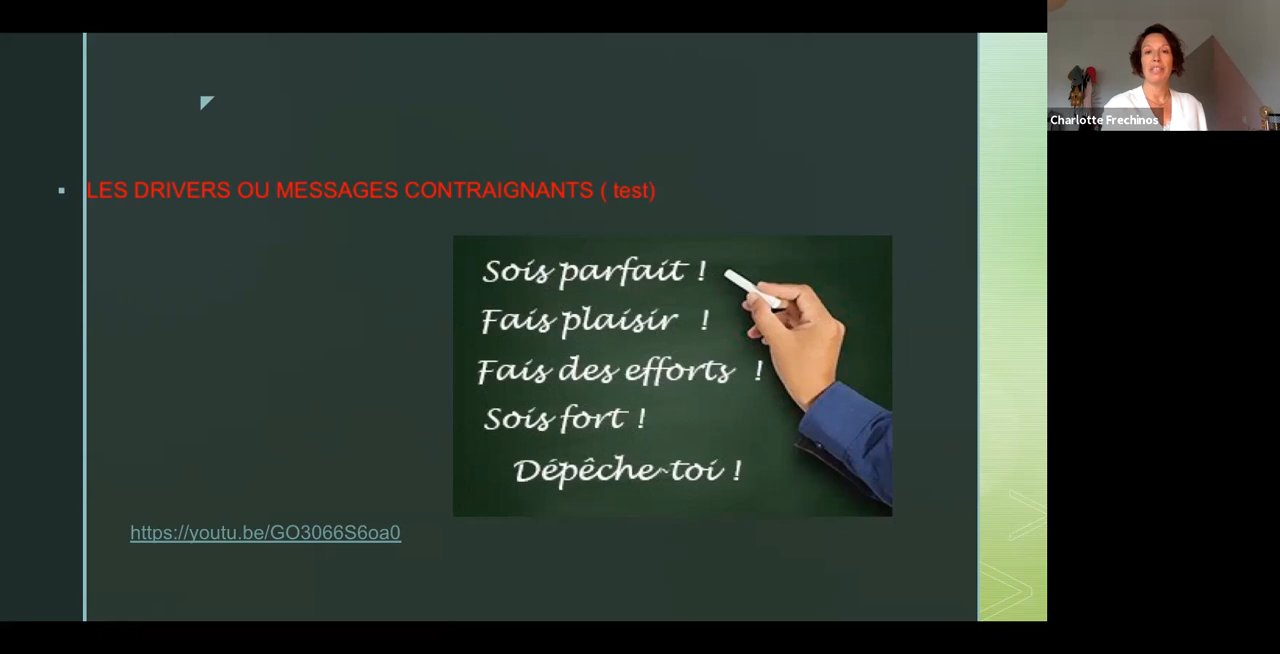 LES DRIVERS OU MESSAGES CONTRAIGNANTS ( test)
Sois parfait !
Fais plaisir !
Fais des efforts !
Sois fort !
Dépêche-toi !
https://youtu.be/GO3066S6oa0
Charlotte Frechinos